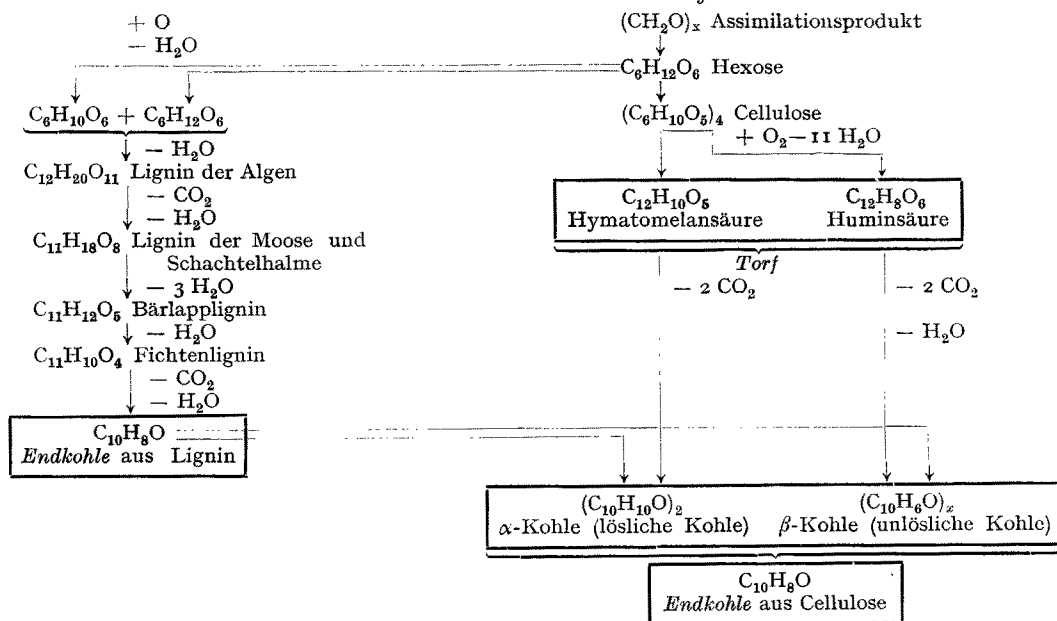 + O
— H₂O
(CH₂O)ₓ Assimilationsprodukt
C₆H₁₂O₆ Hexose
C₆H₁₀O₆ + C₆H₁₂O₆
(C₆H₁₀O₅)₄ Cellulose
+ O₂—11 H₂O
— H₂O
C₁₂H₂₀O₁₁ Lignin der Algen
— CO₂
— H₂O
C₁₁H₁₈O₈ Lignin der Moose und
Schachtelhalme
— 3 H₂O
C₁₁H₁₂O₅ Bärlapplignin
— H₂O
C₁₁H₁₀O₄ Fichtenlignin
— CO₂
— H₂O
C₁₀H₈O
Endkohle aus Lignin
C₁₂H₁₀O₅
Hymatomelansäure
C₁₂H₈O₆
Huminsäure
Torf
— 2 CO₂
— 2 CO₂
— H₂O
(C₁₀H₁₀O)₂
α-Kohle (lösliche Kohle)
(C₁₀H₆O)ₓ
β-Kohle (unlösliche Kohle)
C₁₀H₈O
Endkohle aus Cellulose